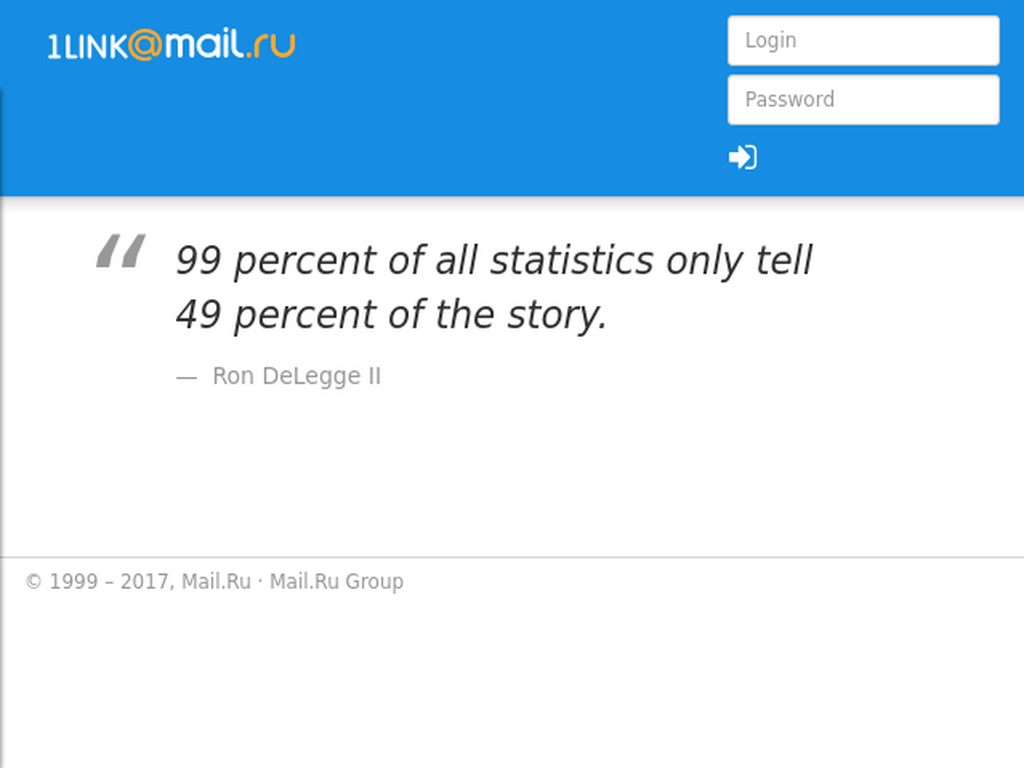 1LINK@mail.ru
Login
Password
“ 99 percent of all statistics only tell
49 percent of the story.
— Ron DeLegge II
© 1999 – 2017, Mail.Ru · Mail.Ru Group